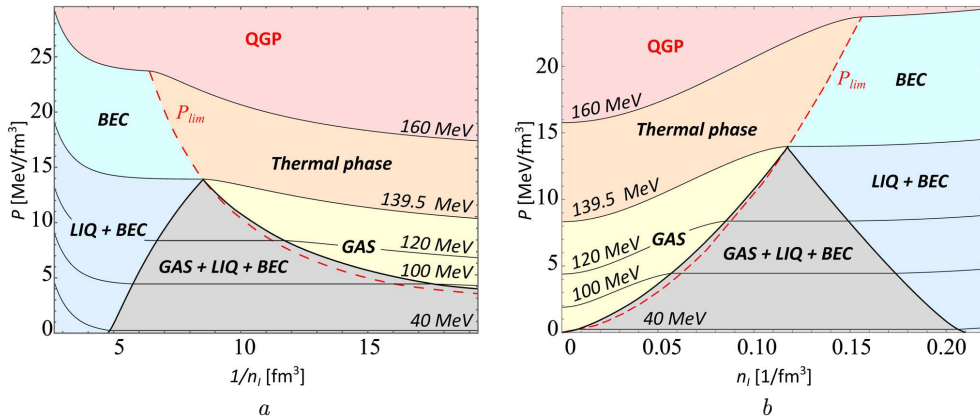 QGP
BEC
P_lim
160 MeV
Thermal phase
139.5 MeV
LIQ + BEC
120 MeV
GAS
GAS + LIQ + BEC
100 MeV
40 MeV
25
20
15
10
5
0
P [MeV/fm³]
5 10 15
1/n_I [fm³]
a
QGP
P_lim
BEC
160 MeV
Thermal phase
139.5 MeV
LIQ + BEC
120 MeV
GAS
GAS + LIQ + BEC
100 MeV
40 MeV
20
15
10
5
0
P [MeV/fm³]
0 0.05 0.10 0.15 0.20
n_I [1/fm³]
b